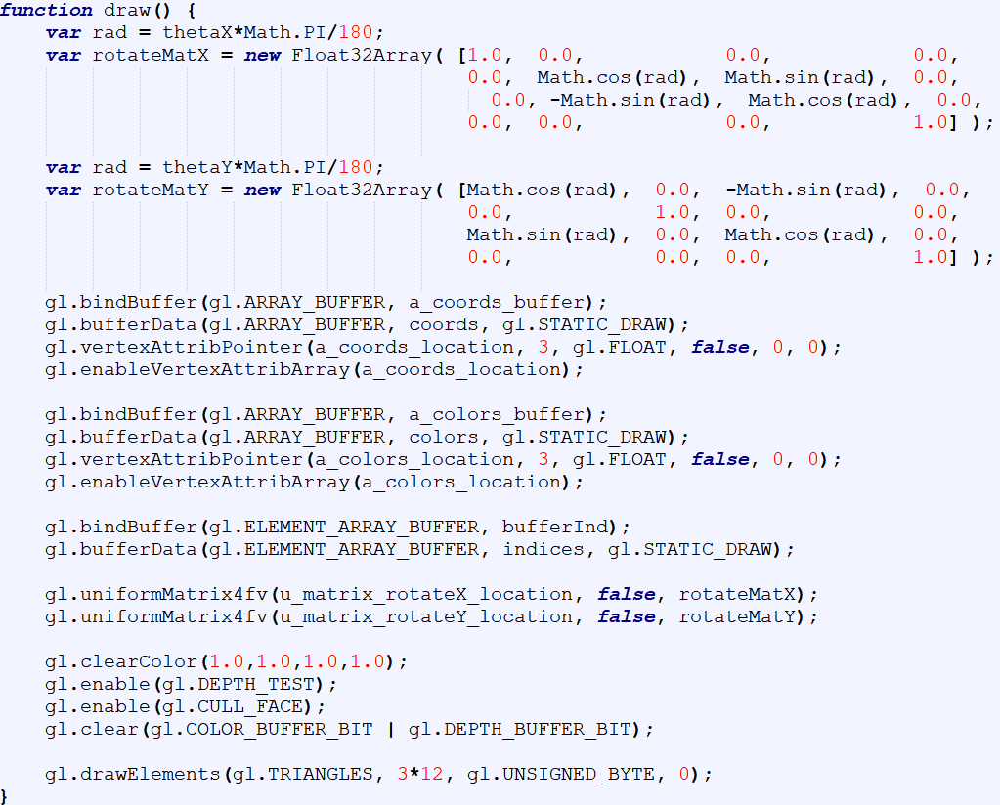 function draw() {
    var rad = thetaX*Math.PI/180;
    var rotateMatX = new Float32Array( [1.0,  0.0,            0.0,            0.0,
                                        0.0,  Math.cos(rad),  Math.sin(rad),  0.0,
                                          0.0, -Math.sin(rad),  Math.cos(rad),  0.0,
                                        0.0,  0.0,            0.0,            1.0] );
    var rad = thetaY*Math.PI/180;
    var rotateMatY = new Float32Array( [Math.cos(rad),  0.0,  -Math.sin(rad),  0.0,
                                        0.0,            1.0,  0.0,            0.0,
                                        Math.sin(rad),  0.0,  Math.cos(rad),  0.0,
                                        0.0,            0.0,  0.0,            1.0] );
    gl.bindBuffer(gl.ARRAY_BUFFER, a_coords_buffer);
    gl.bufferData(gl.ARRAY_BUFFER, coords, gl.STATIC_DRAW);
    gl.vertexAttribPointer(a_coords_location, 3, gl.FLOAT, false, 0, 0);
    gl.enableVertexAttribArray(a_coords_location);
    gl.bindBuffer(gl.ARRAY_BUFFER, a_colors_buffer);
    gl.bufferData(gl.ARRAY_BUFFER, colors, gl.STATIC_DRAW);
    gl.vertexAttribPointer(a_colors_location, 3, gl.FLOAT, false, 0, 0);
    gl.enableVertexAttribArray(a_colors_location);
    gl.bindBuffer(gl.ELEMENT_ARRAY_BUFFER, bufferInd);
    gl.bufferData(gl.ELEMENT_ARRAY_BUFFER, indices, gl.STATIC_DRAW);
    gl.uniformMatrix4fv(u_matrix_rotateX_location, false, rotateMatX);
    gl.uniformMatrix4fv(u_matrix_rotateY_location, false, rotateMatY);
    gl.clearColor(1.0,1.0,1.0,1.0);
    gl.enable(gl.DEPTH_TEST);
    gl.enable(gl.CULL_FACE);
    gl.clear(gl.COLOR_BUFFER_BIT | gl.DEPTH_BUFFER_BIT);
    gl.drawElements(gl.TRIANGLES, 3*12, gl.UNSIGNED_BYTE, 0);
}